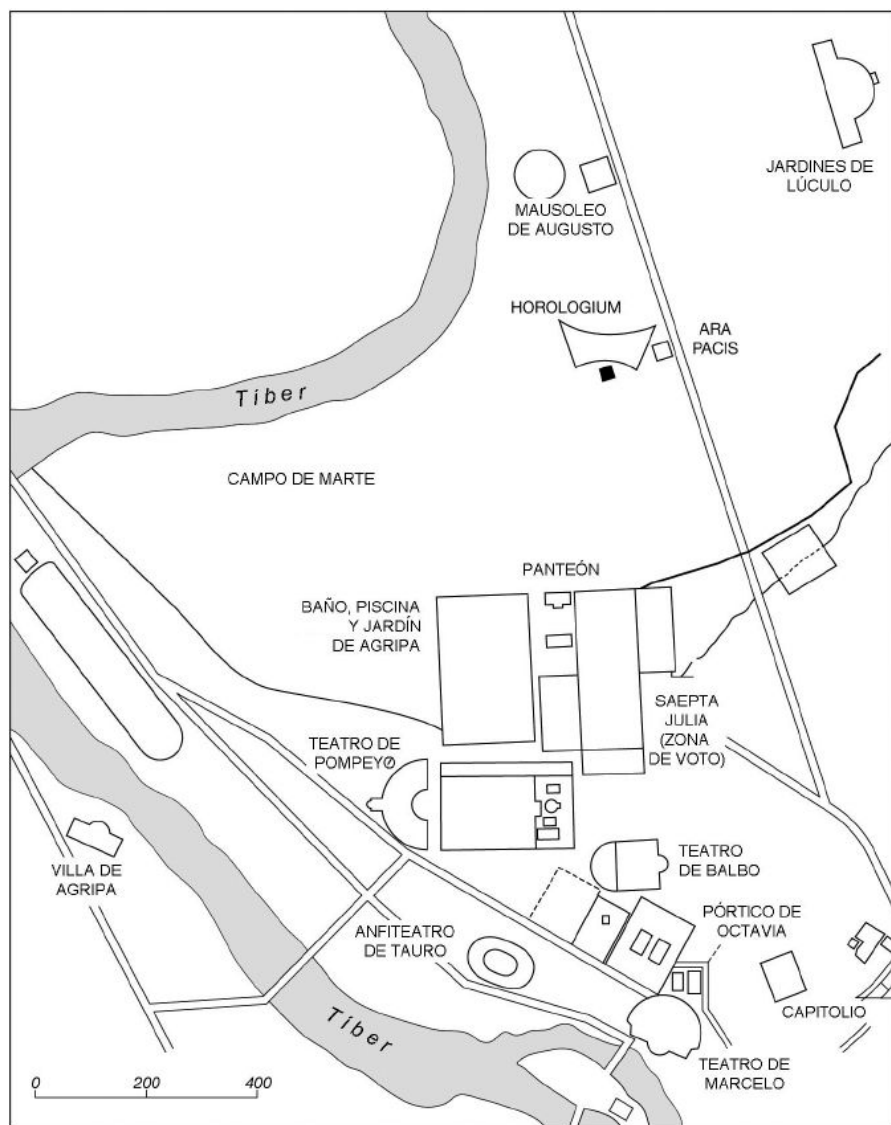 JARDINES DE
LÚCULO
MAUSOLEO
DE AUGUSTO
HOROLOGIUM
ARA
PACIS
Tíber
CAMPO DE MARTE
PANTEÓN
BAÑO, PISCINA
Y JARDÍN
DE AGRIPA
SAEPTA
JULIA
(ZONA
DE VOTO)
TEATRO DE
POMPEYO
TEATRO
DE BALBO
VILLA DE
AGRIPA
PÓRTICO DE
OCTAVIA
ANFITEATRO
DE TAURO
CAPITOLIO
Tíber
TEATRO DE
MARCELO
0 200 400